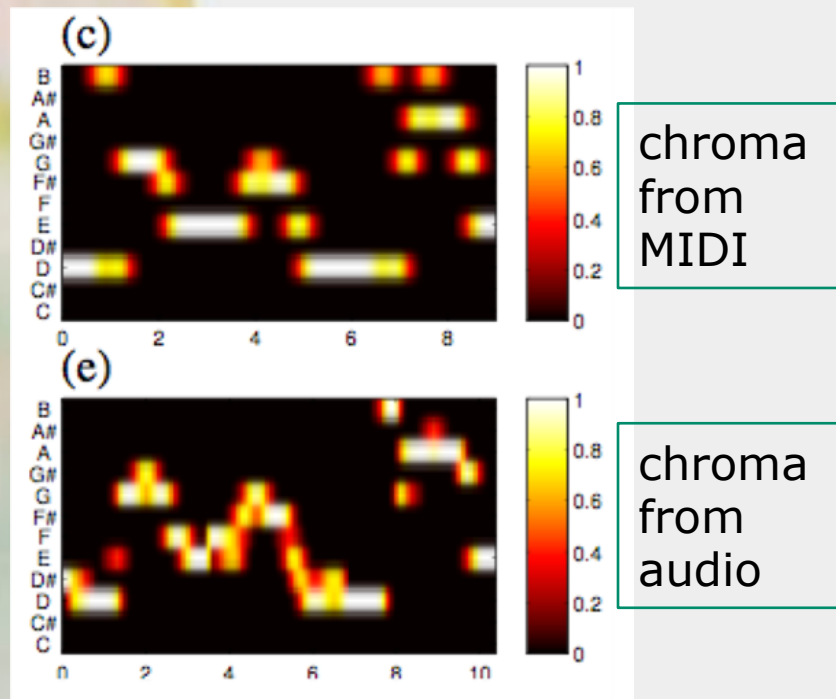 (c)
B
A#
A
G#
G
F#
F
E
D#
D
C#
C
0 2 4 6 8
1
0.8
0.6
0.4
0.2
0
chroma
from
MIDI
(e)
B
A#
A
G#
G
F#
F
E
D#
D
C#
C
0 2 4 6 8 10
1
0.8
0.6
0.4
0.2
0
chroma
from
audio